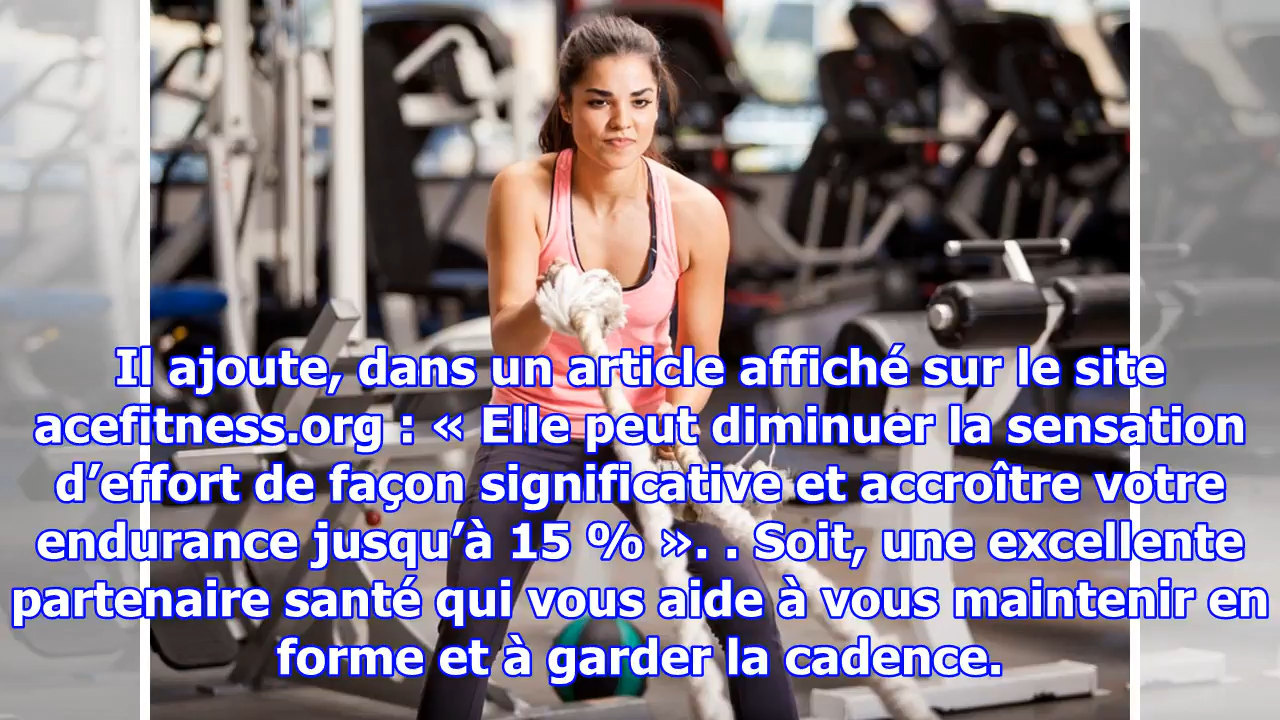 Il ajoute, dans un article affiché sur le site
acefitness.org : « Elle peut diminuer la sensation
d’effort de façon significative et accroître votre
endurance jusqu’à 15 % ». . Soit, une excellente
partenaire santé qui vous aide à vous maintenir en
forme et à garder la cadence.